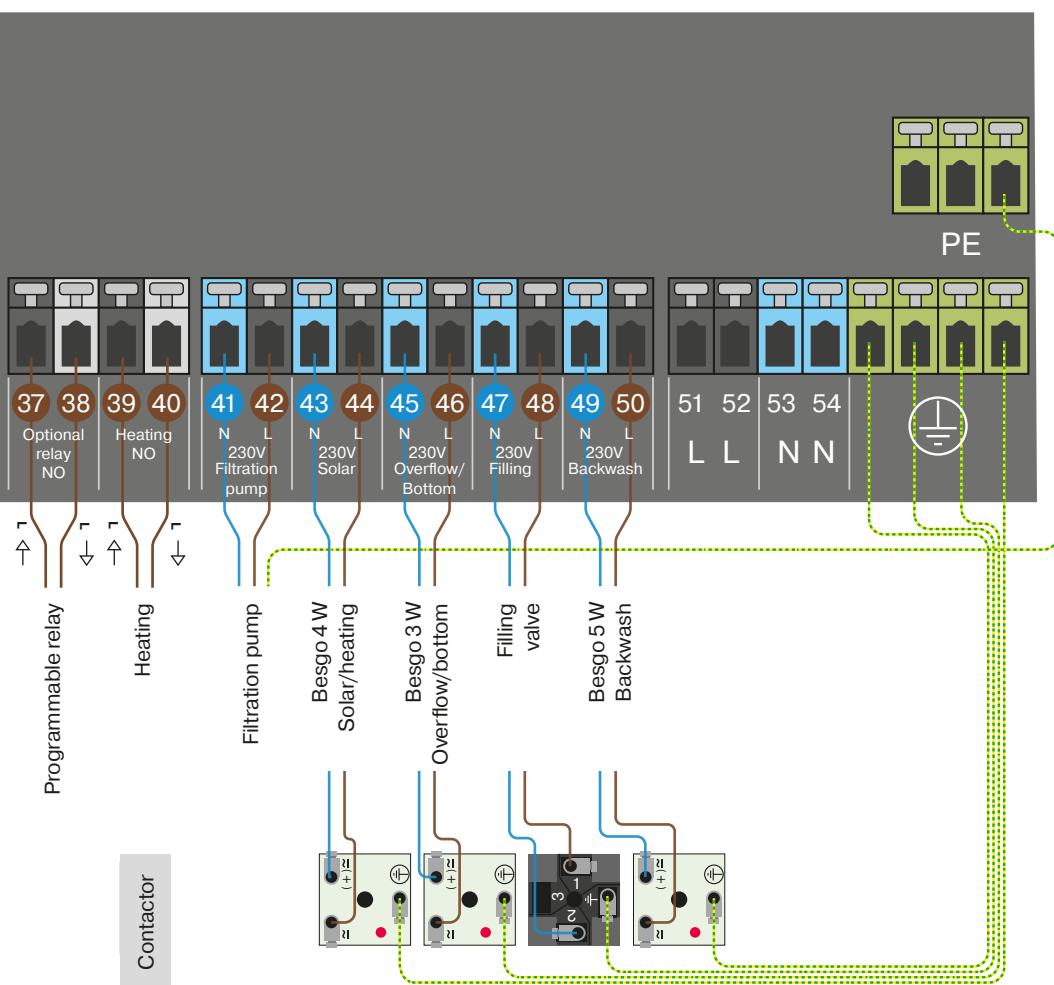 PE
37 38 39 40 41 42 43 44 45 46 47 48 49 50 51 52 53 54
Optional
relay
NO
Heating
NO
N L
230V
Filtration
pump
N L
230V
Solar
N L
230V
Overflow/
Bottom
N L
230V
Filling
N L
230V
Backwash
L L N N
L L L L
Programmable relay
Heating
Filtration pump
Besgo 4 W
Solar/heating
Besgo 3 W
Overflow/bottom
Filling
valve
Besgo 5 W
Backwash
Contactor
(+)
(+)
1
2
3
(+)